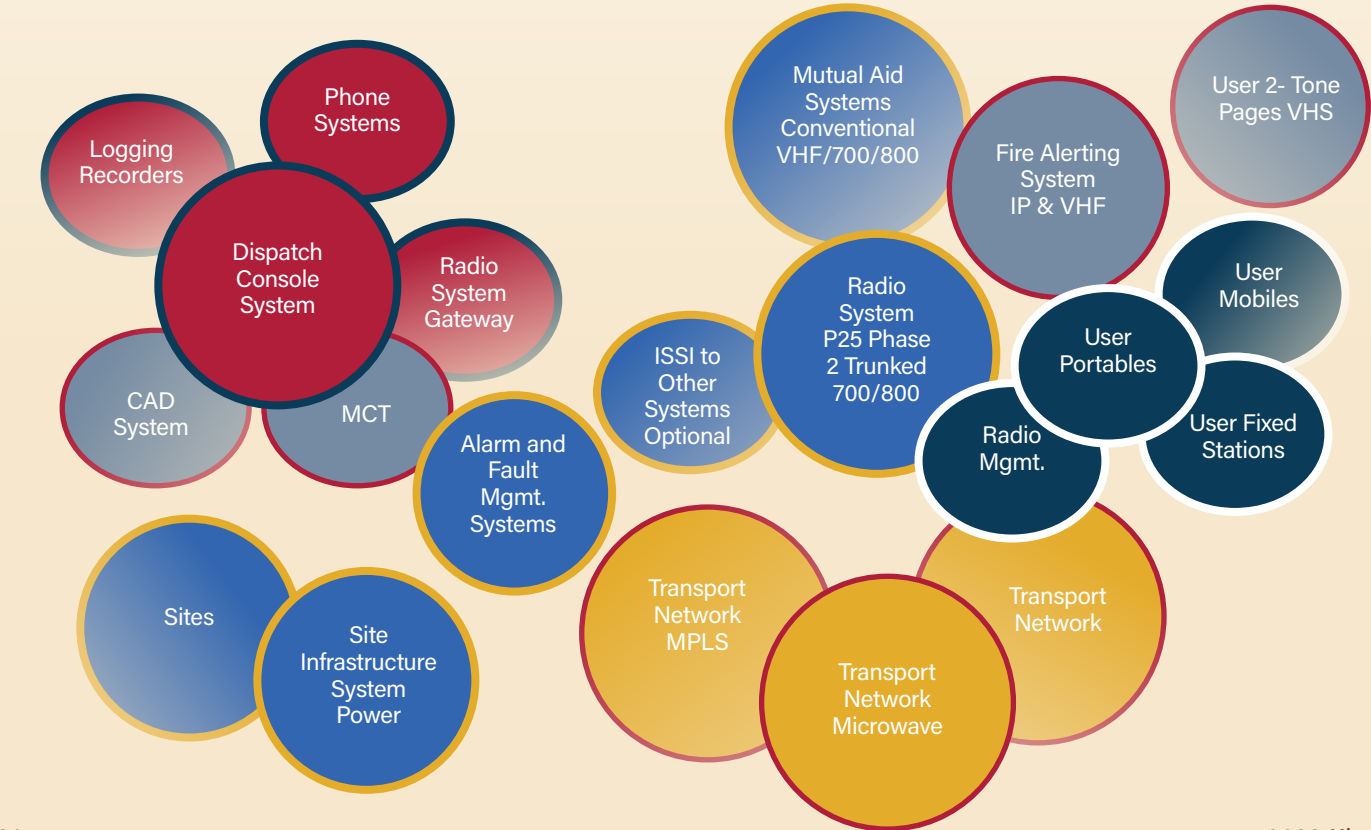 Phone
Systems
Logging
Recorders
Dispatch
Console
System
Radio
System
Gateway
CAD
System
MCT
Alarm and
Fault
Mgmt.
Systems
Sites
Site
Infrastructure
System
Power
Mutual Aid
Systems
Conventional
VHF/700/800
Fire Alerting
System
IP & VHF
User 2- Tone
Pages VHS
User
Mobiles
Radio
System
P25 Phase
2 Trunked
700/800
ISSI to
Other
Systems
Optional
User
Portables
Radio
Mgmt.
User Fixed
Stations
Transport
Network
MPLS
Transport
Network
Microwave
Transport
Network